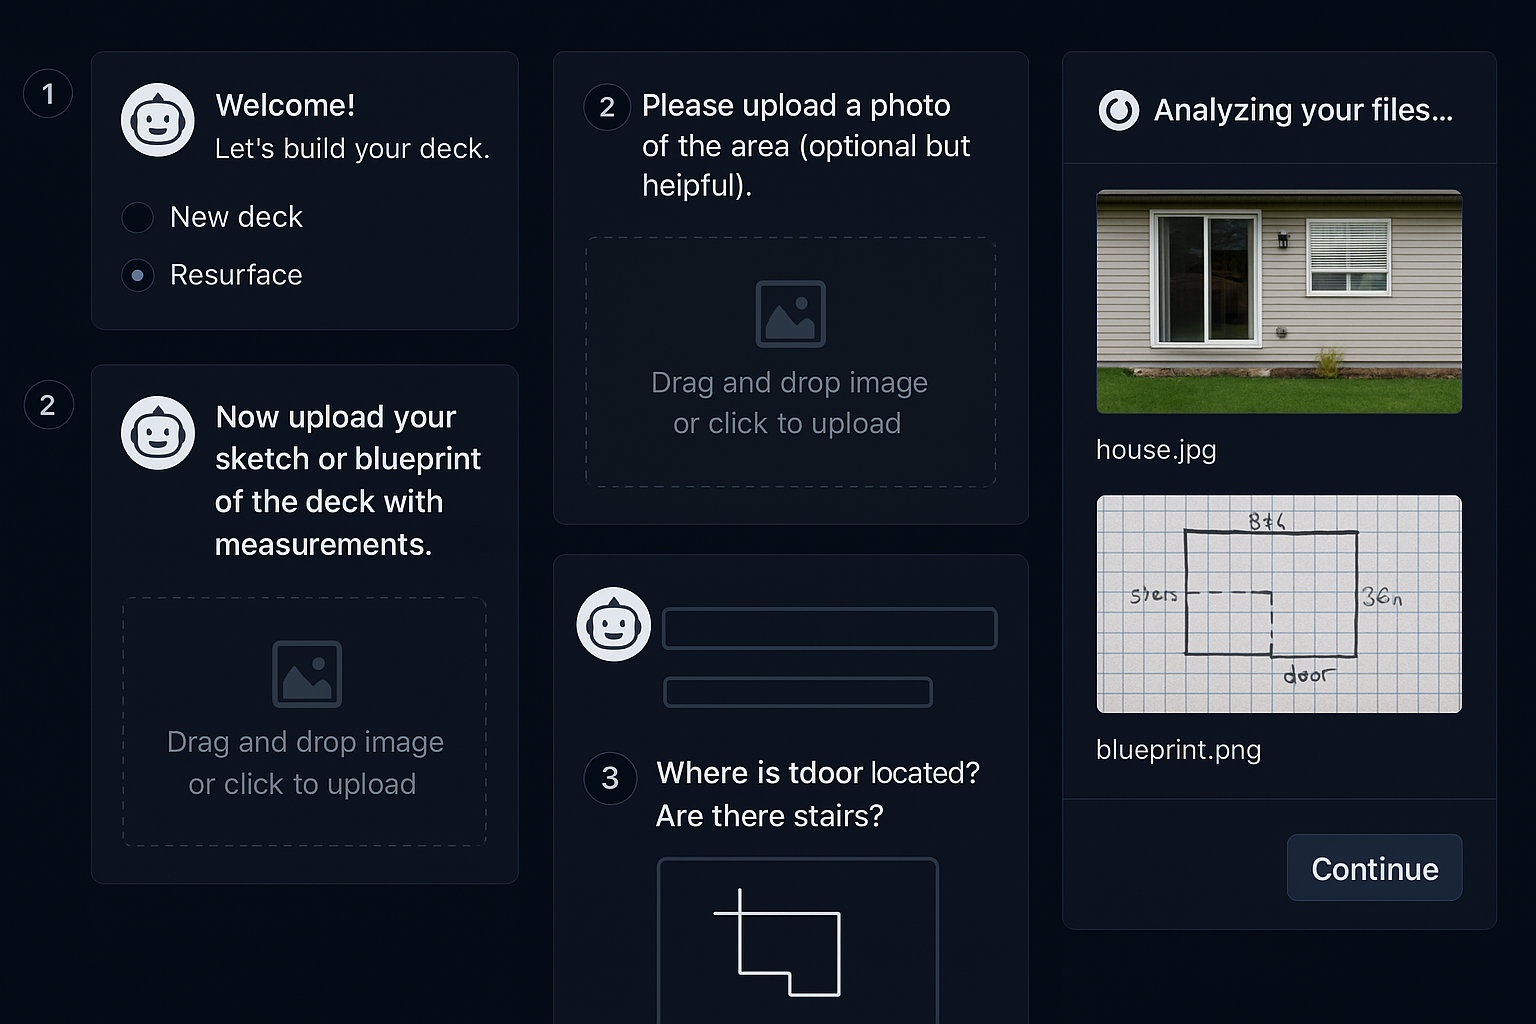 1
Welcome!
Let's build your deck.
New deck
Resurface
2
Now upload your
sketch or blueprint
of the deck with
measurements.
Drag and drop image
or click to upload
2
Please upload a photo
of the area (optional but
heipful).
Drag and drop image
or click to upload
3
Where is tdoor located?
Are there stairs?
Analyzing your files...
house.jpg
door
blueprint.png
Continue